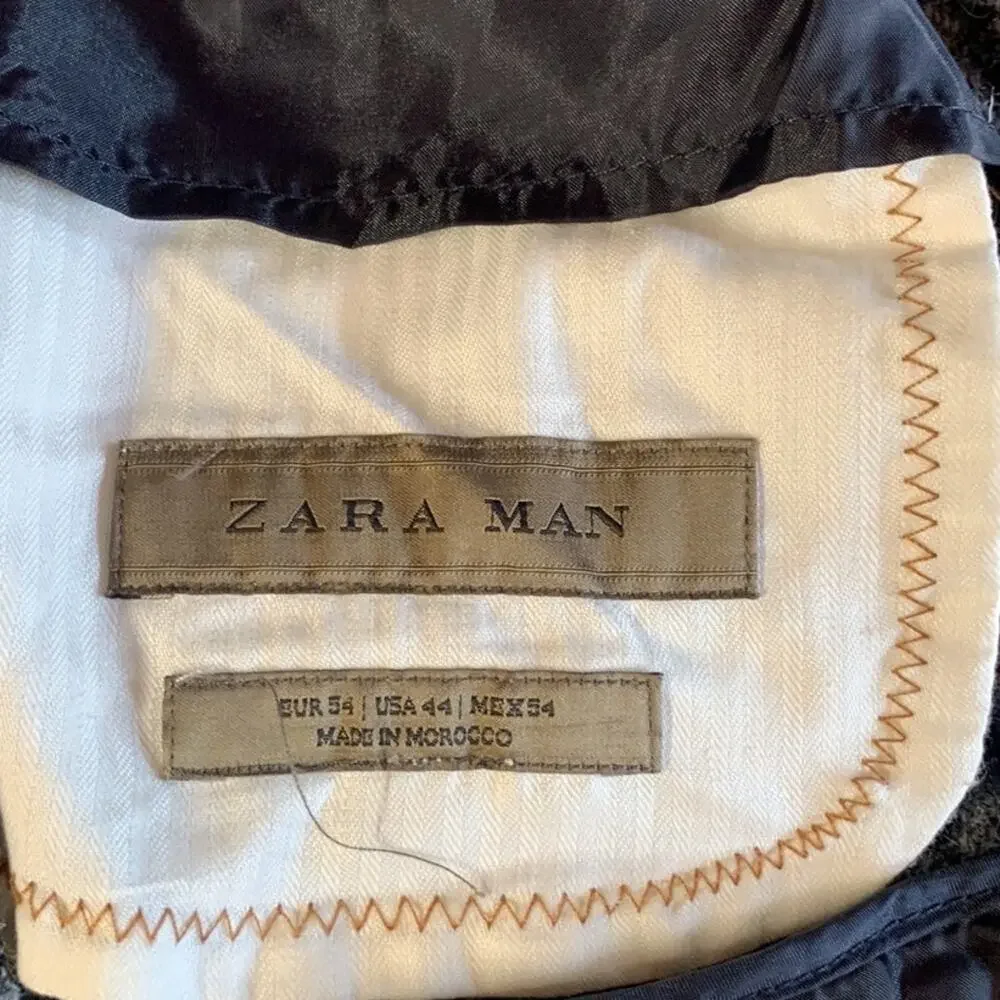 ZARA MAN
EUR 54 | USA 44 | MEX 54
MADE IN MOROCCO